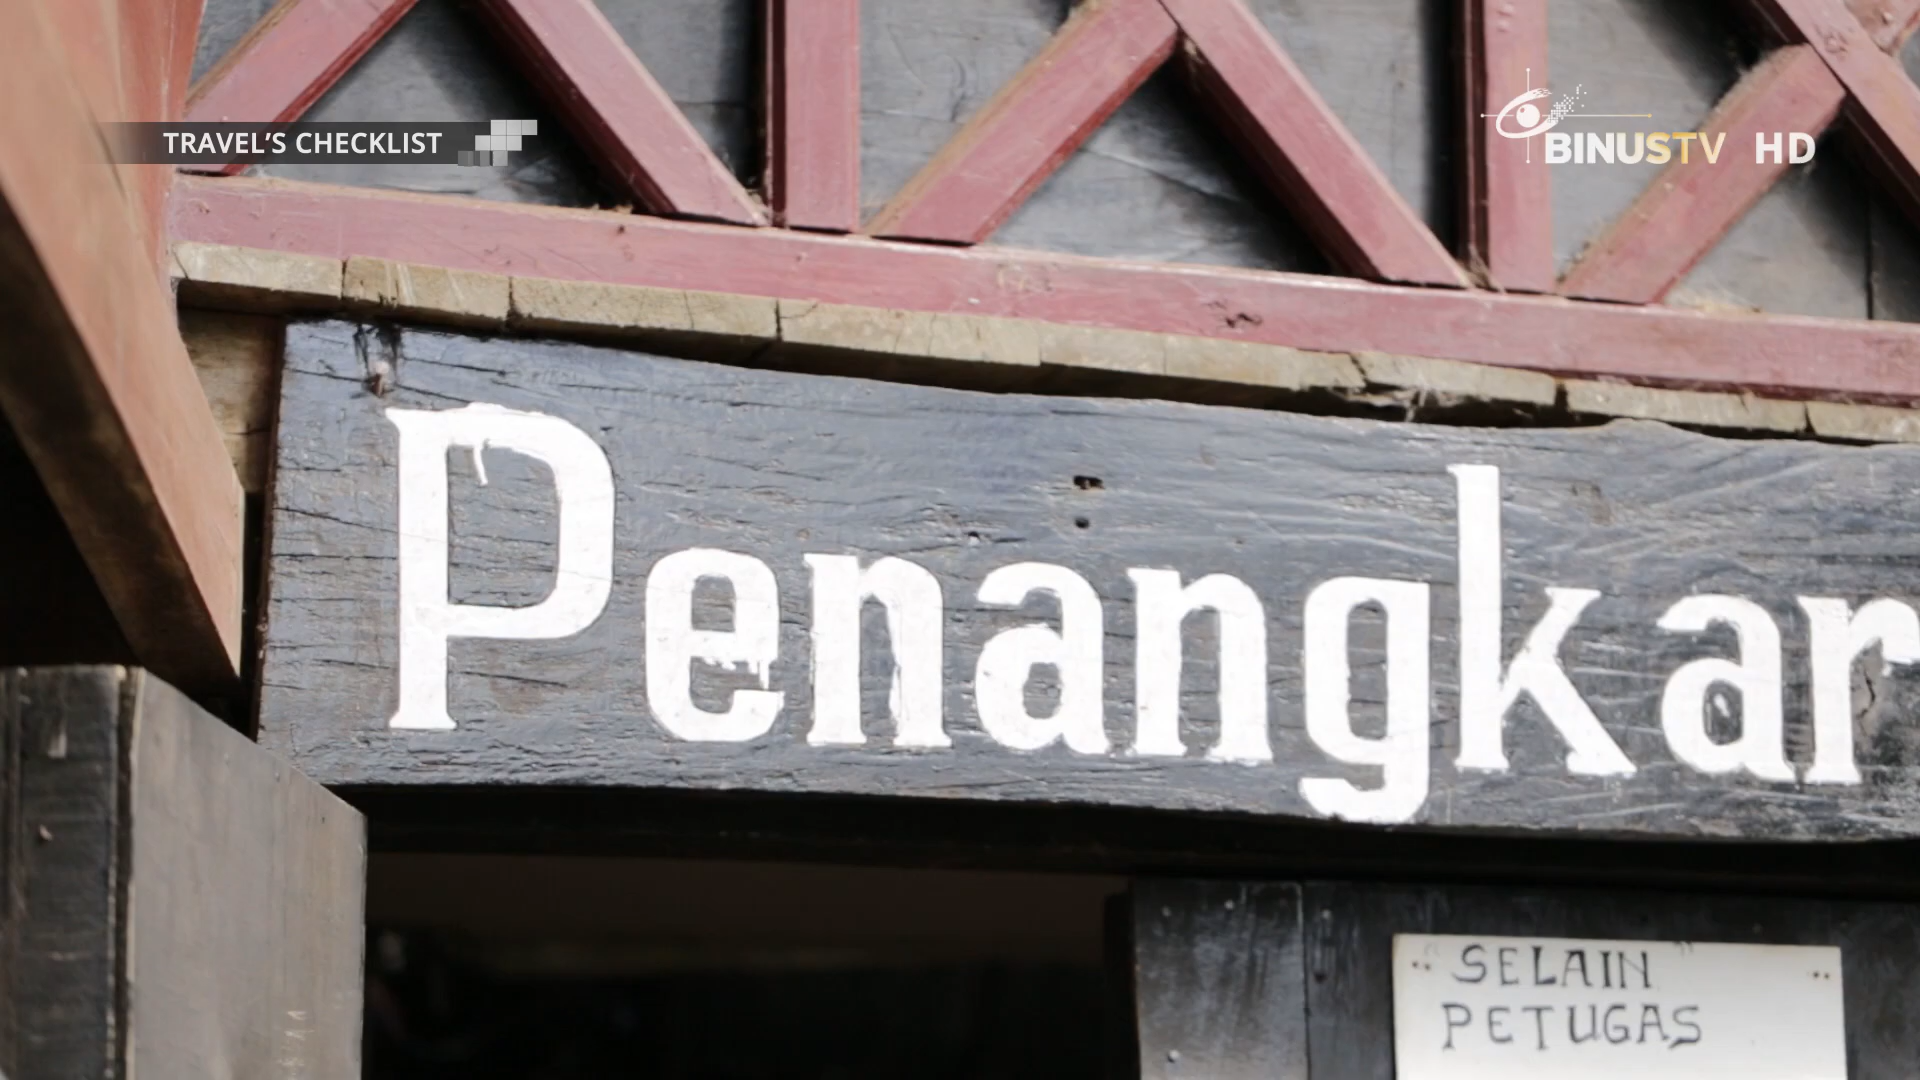 TRAVEL'S CHECKLIST
BINUSTV HD
Penangkar
" SELAIN "
PETUGAS